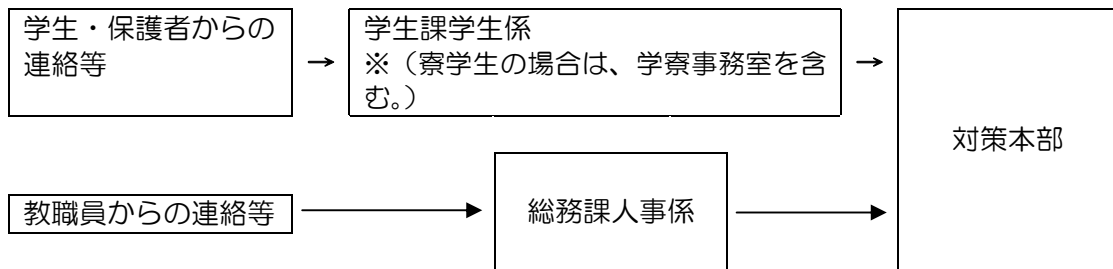 学生・保護者からの
連絡等
→
学生課学生係
※（寮学生の場合は、学寮事務室を含
む。）
→
対策本部
教職員からの連絡等
総務課人事係